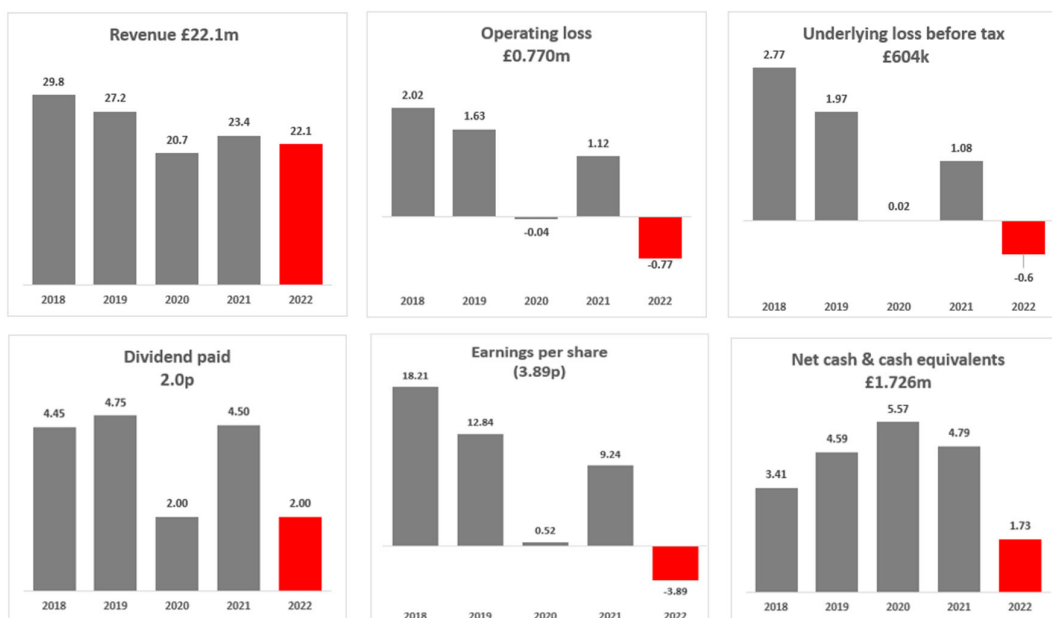 Revenue £22.1m
29.8
27.2
20.7
23.4
22.1
2018 2019 2020 2021 2022
Operating loss
£0.770m
2.02
1.63
-0.04
1.12
-0.77
2018 2019 2020 2021 2022
Underlying loss before tax
£604k
2.77
1.97
0.02
1.08
-0.6
2018 2019 2020 2021 2022
Dividend paid
2.0p
4.45
4.75
2.00
4.50
2.00
2018 2019 2020 2021 2022
Earnings per share
(3.89p)
18.21
12.84
0.52
9.24
-3.89
2018 2019 2020 2021 2022
Net cash & cash equivalents
£1.726m
3.41
4.59
5.57
4.79
1.73
2018 2019 2020 2021 2022